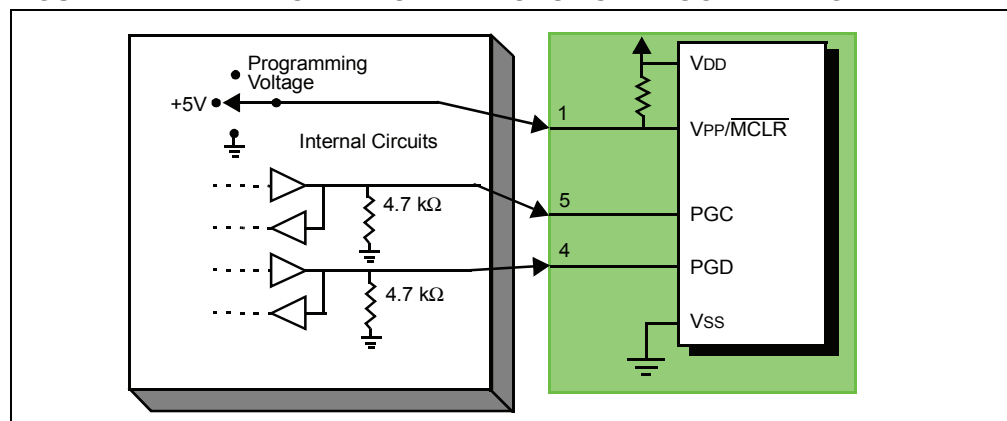 Programming
Voltage
+5V
Internal Circuits
4.7 kΩ
4.7 kΩ
1
5
4
VDD
VPP/MCLR
PGC
PGD
VSS